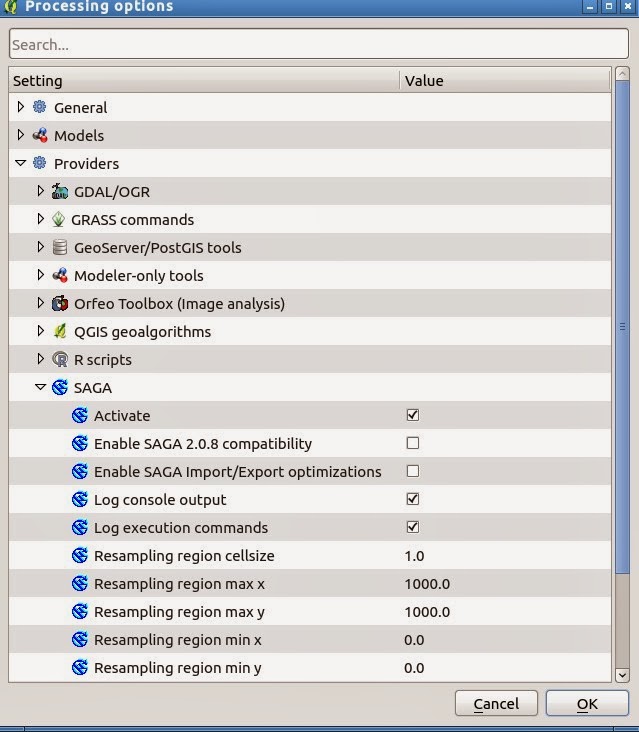 Processing options
Search...
Setting Value
General
Models
Providers
GDAL/OGR
GRASS commands
GeoServer/PostGIS tools
Modeler-only tools
Orfeo Toolbox (Image analysis)
QGIS geoalgorithms
R scripts
SAGA
Activate
Enable SAGA 2.0.8 compatibility
Enable SAGA Import/Export optimizations
Log console output
Log execution commands
Resampling region cellsize 1.0
Resampling region max x 1000.0
Resampling region max y 1000.0
Resampling region min x 0.0
Resampling region min y 0.0
Cancel OK